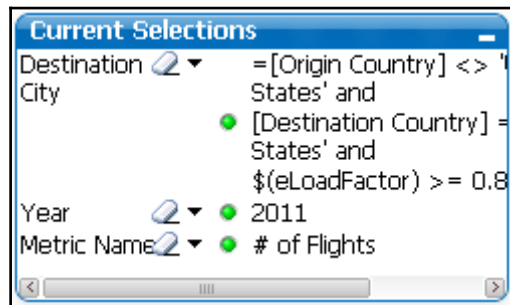 Current Selections
Destination =[Origin Country] <> '
City States' and
[Destination Country] =
States' and
$(eLoadFactor) >= 0.8
Year 2011
Metric Name # of Flights